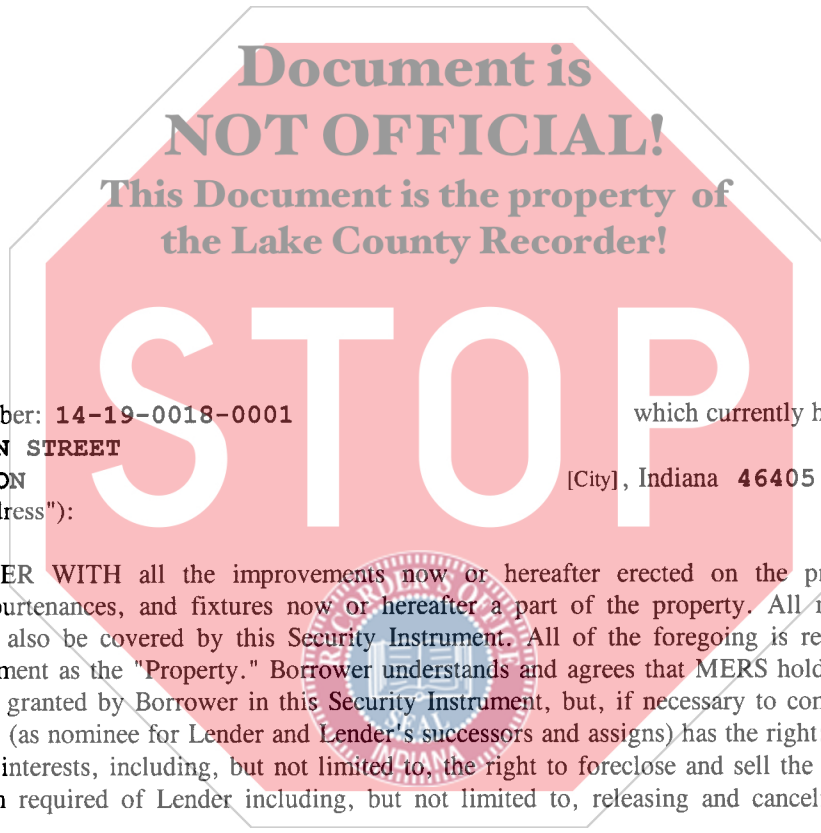 Document is
NOT OFFICIAL!
This Document is the property of
the Lake County Recorder!
STOP
ber: 14-19-0018-0001 which currently h
N STREET
ON [City], Indiana 46405
dress"):
ER WITH all the improvements now or hereafter erected on the pr
purtenances, and fixtures now or hereafter a part of the property. All r
also be covered by this Security Instrument. All of the foregoing is re
ment as the "Property." Borrower understands and agrees that MERS hold
granted by Borrower in this Security Instrument, but, if necessary to con
(as nominee for Lender and Lender's successors and assigns) has the right
interests, including, but not limited to, the right to foreclose and sell the
n required of Lender including, but not limited to, releasing and cancel
RECORDER'S OFFICE
SEAL
INDIANA